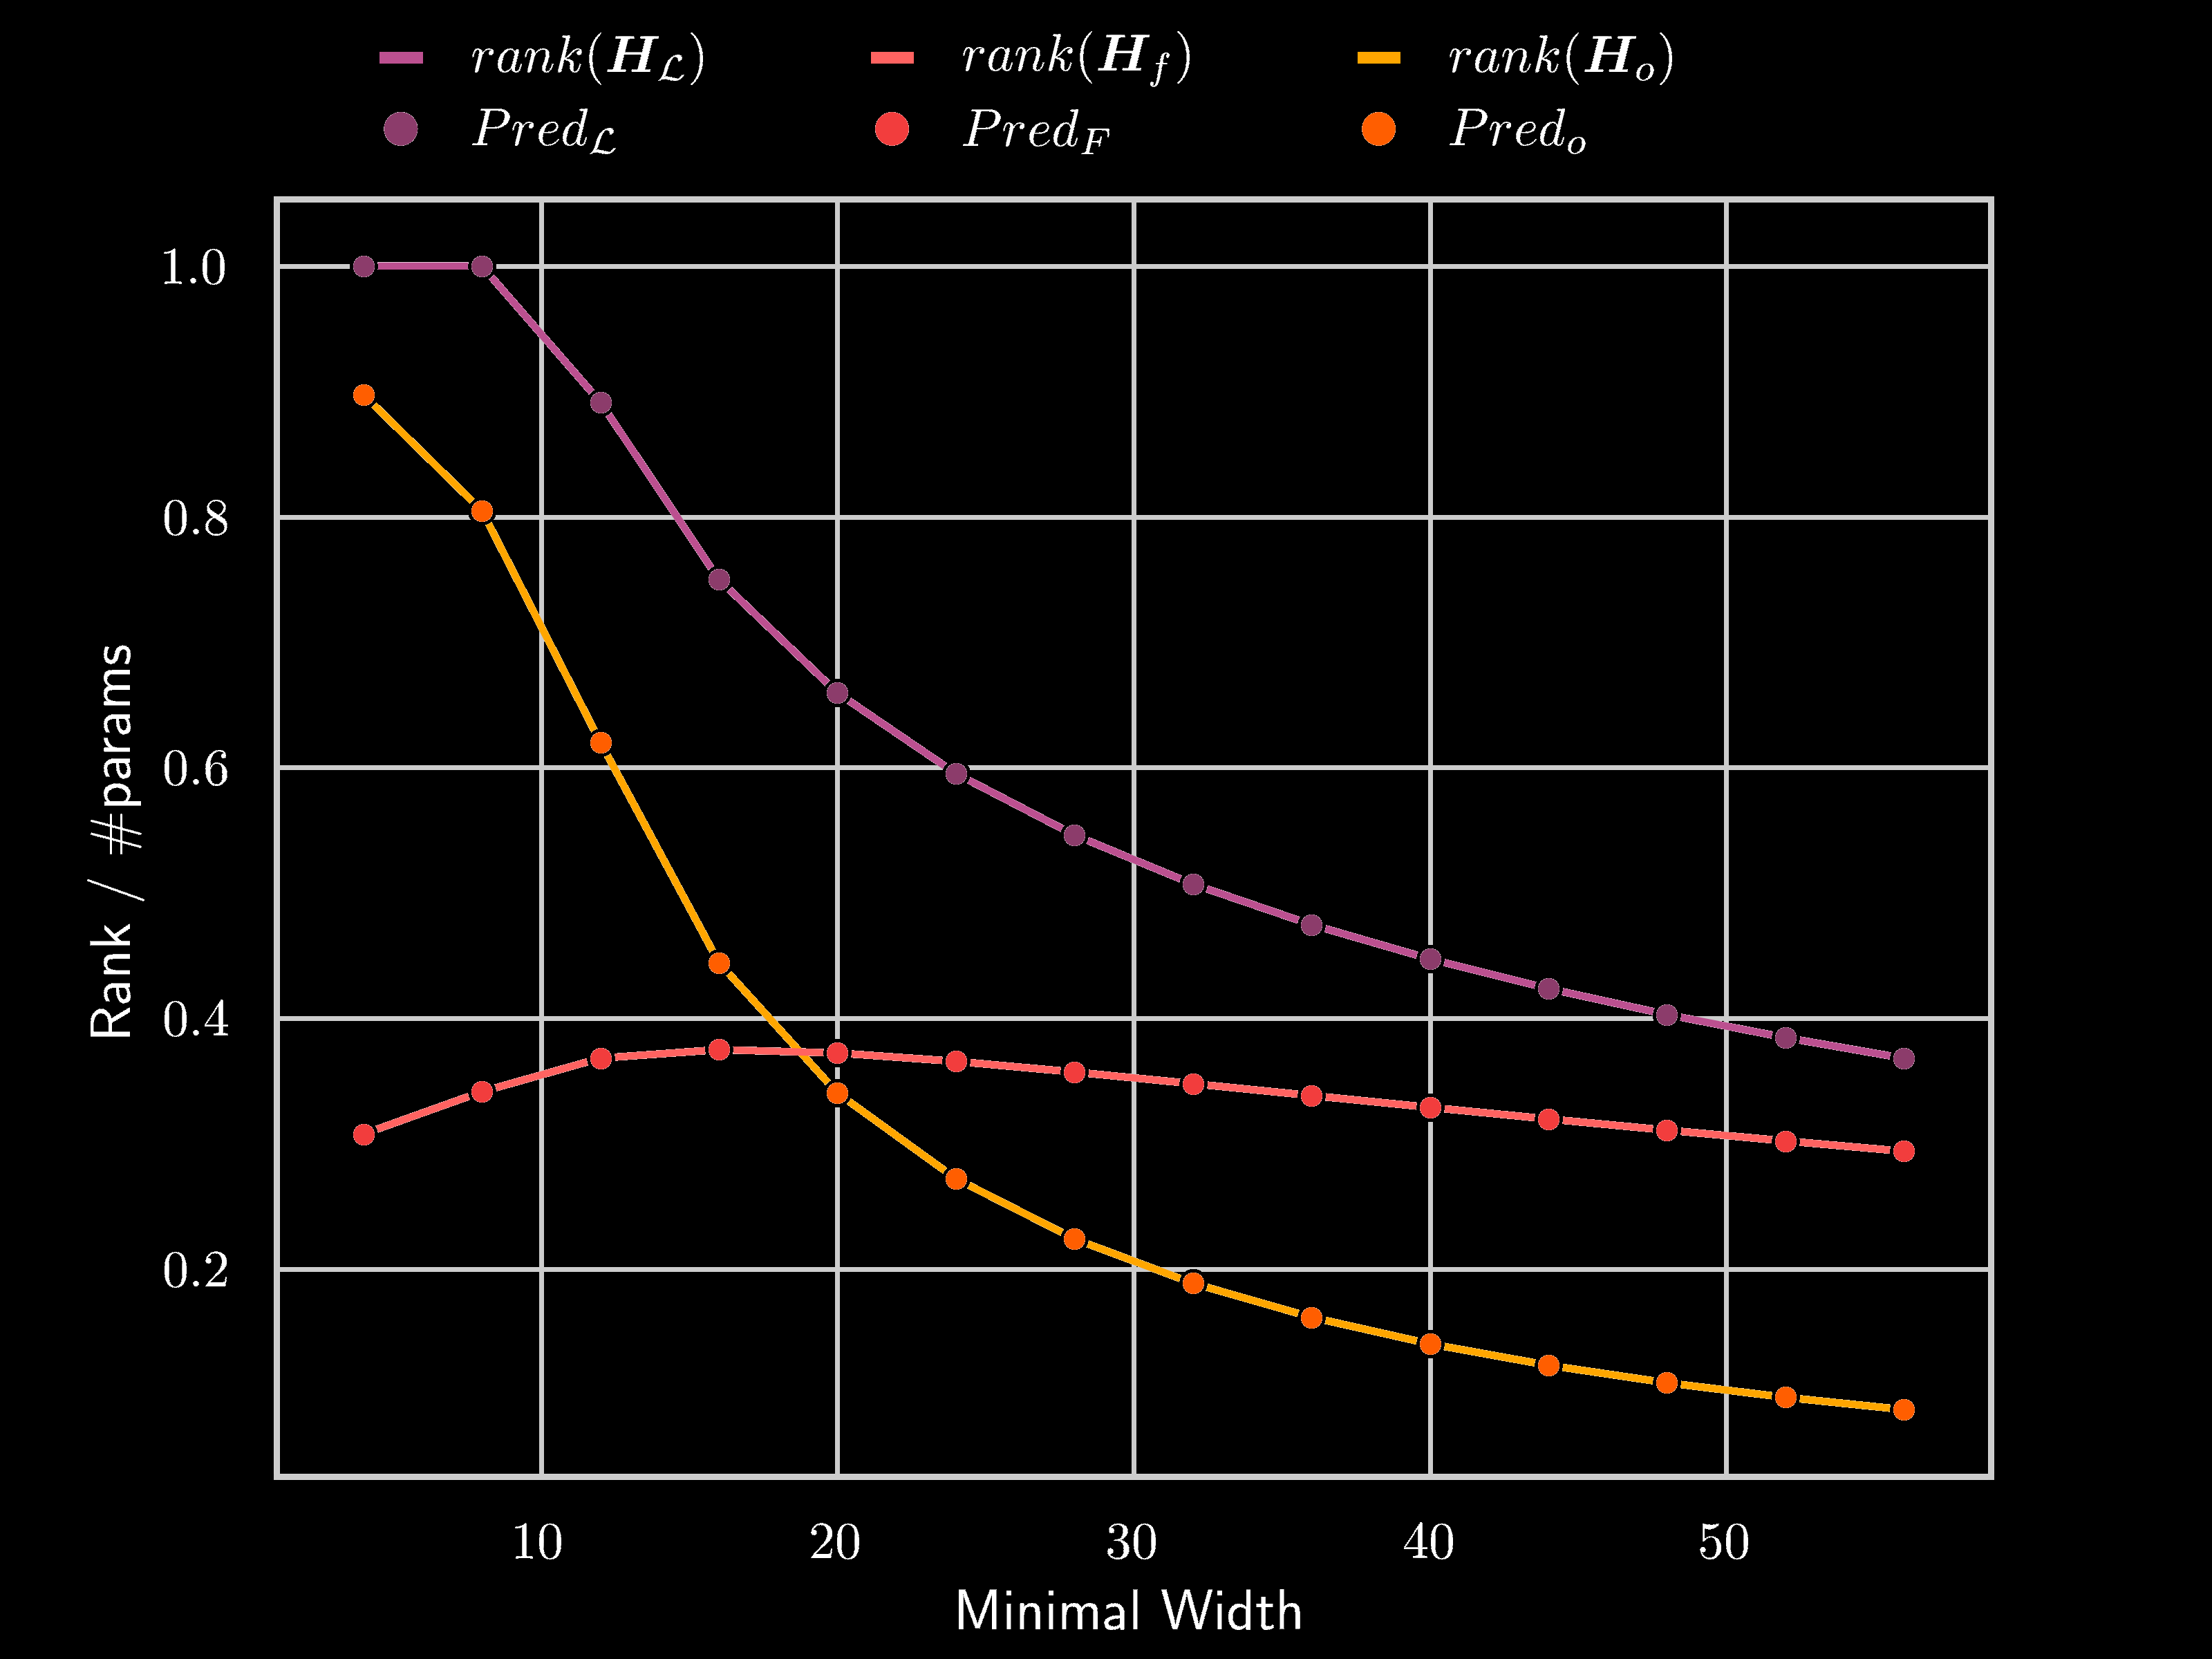 rank(H_ℒ) rank(H_f) rank(H_o)
Pred_ℒ Pred_F Pred_o
1.0
0.8
0.6
0.4
0.2
Rank / #params
10 20 30 40 50
Minimal Width